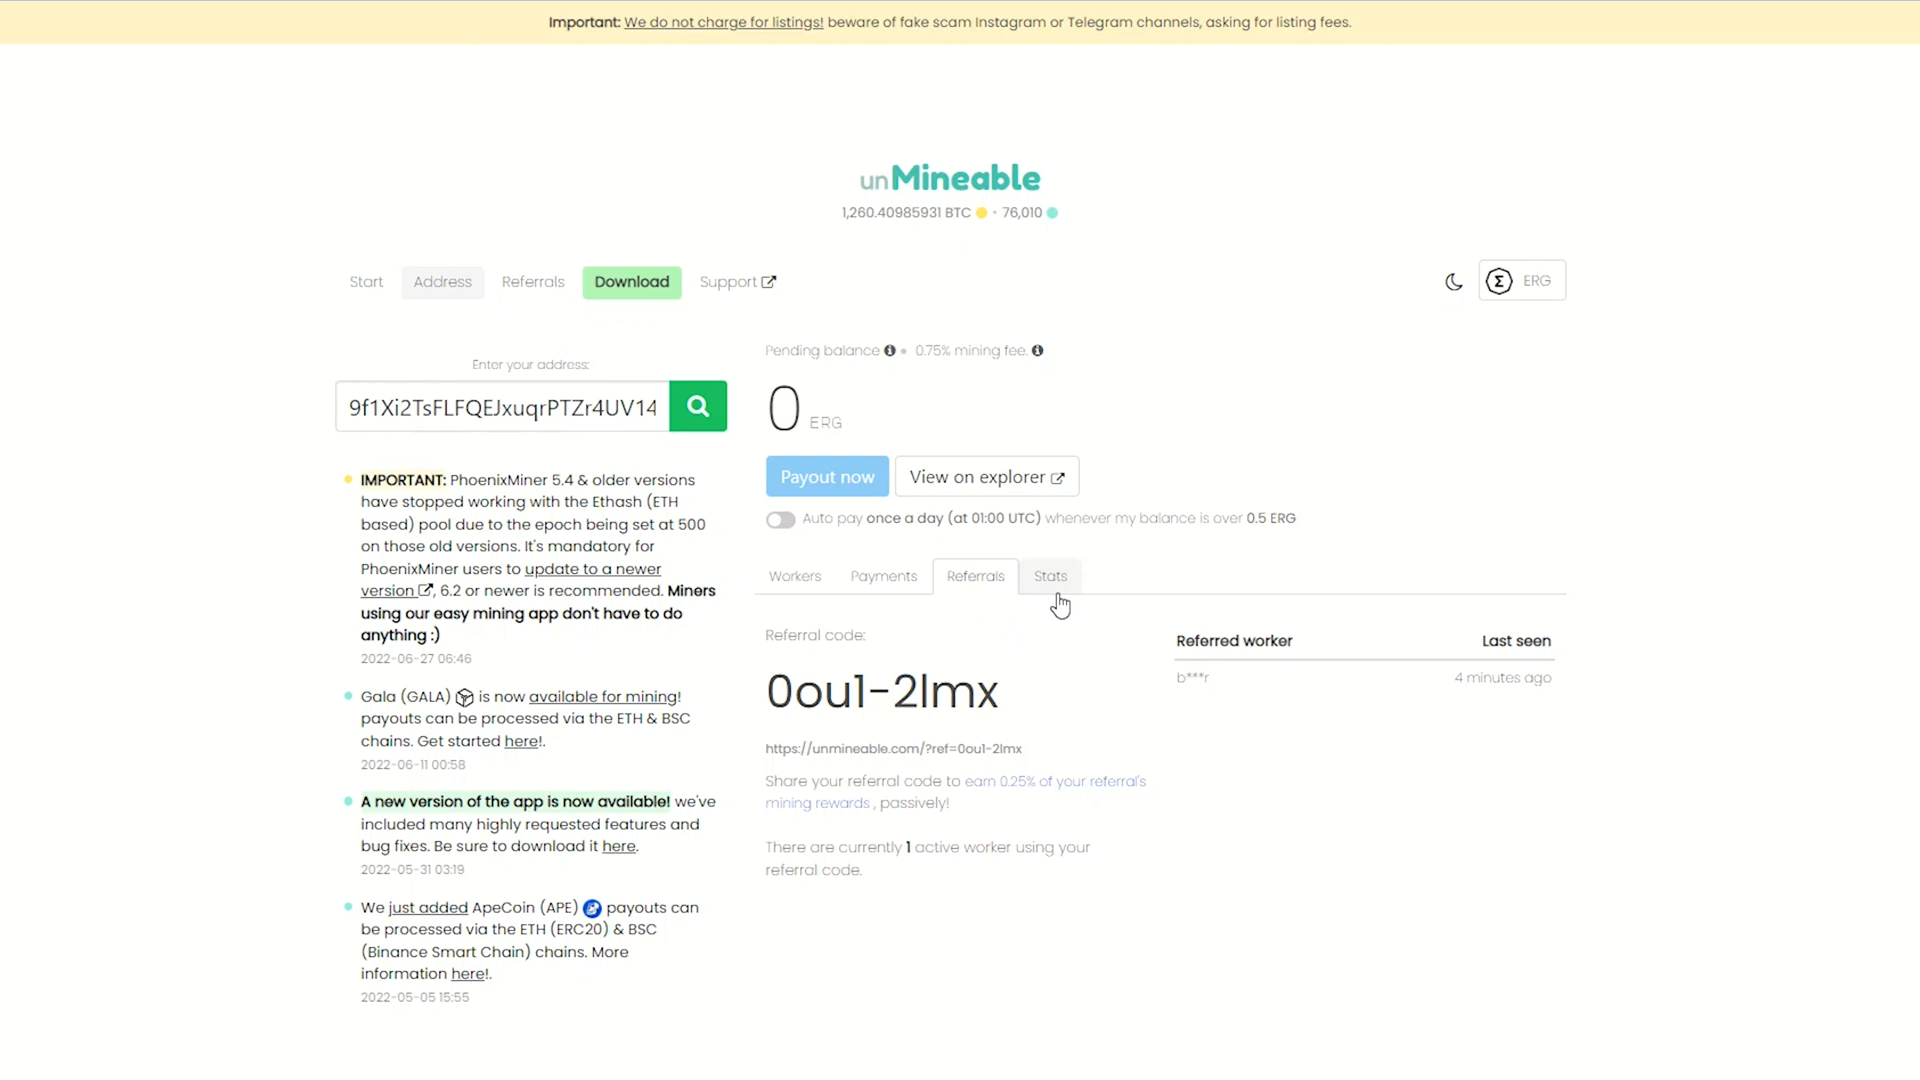 Important: We do not charge for listings! beware of fake scam Instagram or Telegram channels, asking for listing fees.
unMineable
1,260.40985931 BTC • 76,010
Start Address Referrals Download Support
ERG
Enter your address:
9f1Xi2TsFLFQEJxuqrPTZr4UV14
IMPORTANT: PhoenixMiner 5.4 & older versions
have stopped working with the Ethash (ETH
based) pool due to the epoch being set at 500
on those old versions. It's mandatory for
PhoenixMiner users to update to a newer
version, 6.2 or newer is recommended. Miners
using our easy mining app don't have to do
anything :)
2022-06-27 06:46
Gala (GALA) is now available for mining!
payouts can be processed via the ETH & BSC
chains. Get started here!.
2022-06-11 00:58
A new version of the app is now available! we've
included many highly requested features and
bug fixes. Be sure to download it here.
2022-05-31 03:19
We just added ApeCoin (APE) payouts can
be processed via the ETH (ERC20) & BSC
(Binance Smart Chain) chains. More
information here!.
2022-05-05 15:55
Pending balance • 0.75% mining fee.
0 ERG
Payout now View on explorer
Auto pay once a day (at 01:00 UTC) whenever my balance is over 0.5 ERG
Workers Payments Referrals Stats
Referral code:
0ou1-2lmx
https://unmineable.com/?ref=0ou1-2lmx
Share your referral code to earn 0.25% of your referral's
mining rewards , passively!
There are currently 1 active worker using your
referral code.
Referred worker Last seen
b***r 4 minutes ago